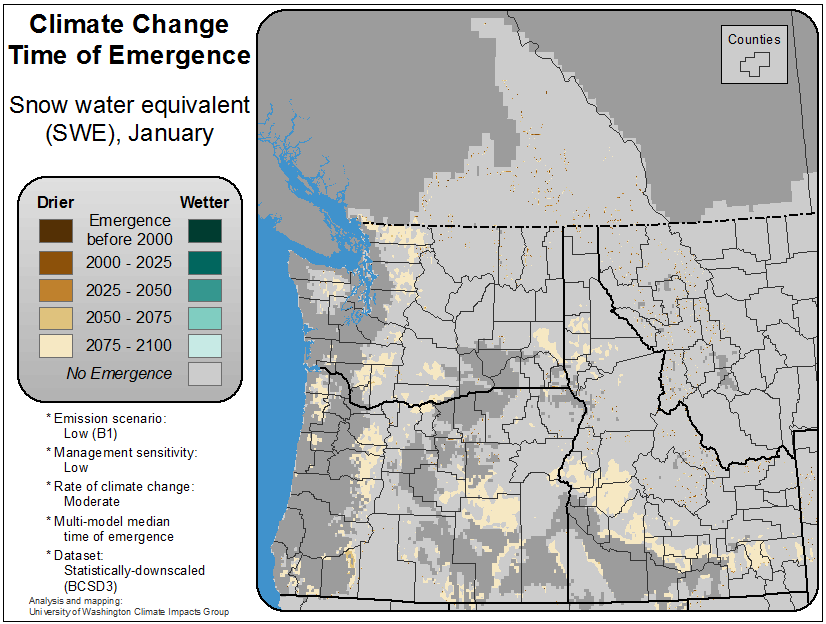 Climate Change
Time of Emergence
Snow water equivalent
(SWE), January
Drier
Wetter
Emergence
before 2000
2000 - 2025
2025 - 2050
2050 - 2075
2075 - 2100
No Emergence
* Emission scenario:
Low (B1)
* Management sensitivity:
Low
* Rate of climate change:
Moderate
* Multi-model median
time of emergence
* Dataset:
Statistically-downscaled
(BCSD3)
Analysis and mapping:
University of Washington Climate Impacts Group
Counties